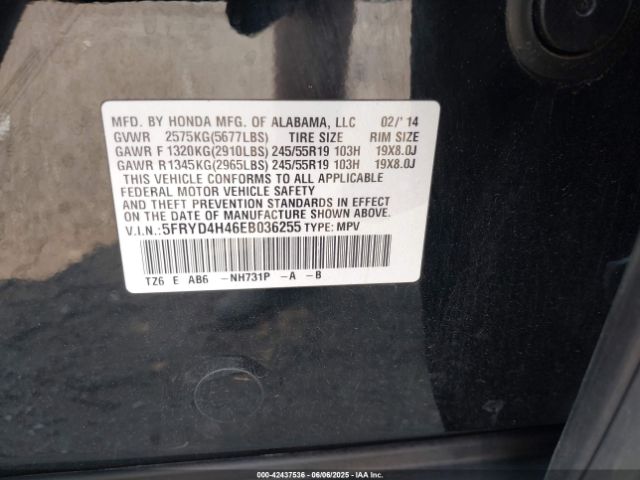 MFD. BY HONDA MFG. OF ALABAMA, LLC 02/'14
GVWR 2575KG(5677LBS) TIRE SIZE RIM SIZE
GAWR F 1320KG(2910LBS) 245/55R19 103H 19X8.0J
GAWR R 1345KG(2965LBS) 245/55R19 103H 19X8.0J
THIS VEHICLE CONFORMS TO ALL APPLICABLE
FEDERAL MOTOR VEHICLE SAFETY
AND THEFT PREVENTION STANDARDS IN EFFECT
ON THE DATE OF MANUFACTURE SHOWN ABOVE.
V.I.N.:5FRYD4H46EB036255 TYPE: MPV
TZ6 E AB6 -NH731P -A -B
000-42437536 - 06/06/2025 - IAAI.COM